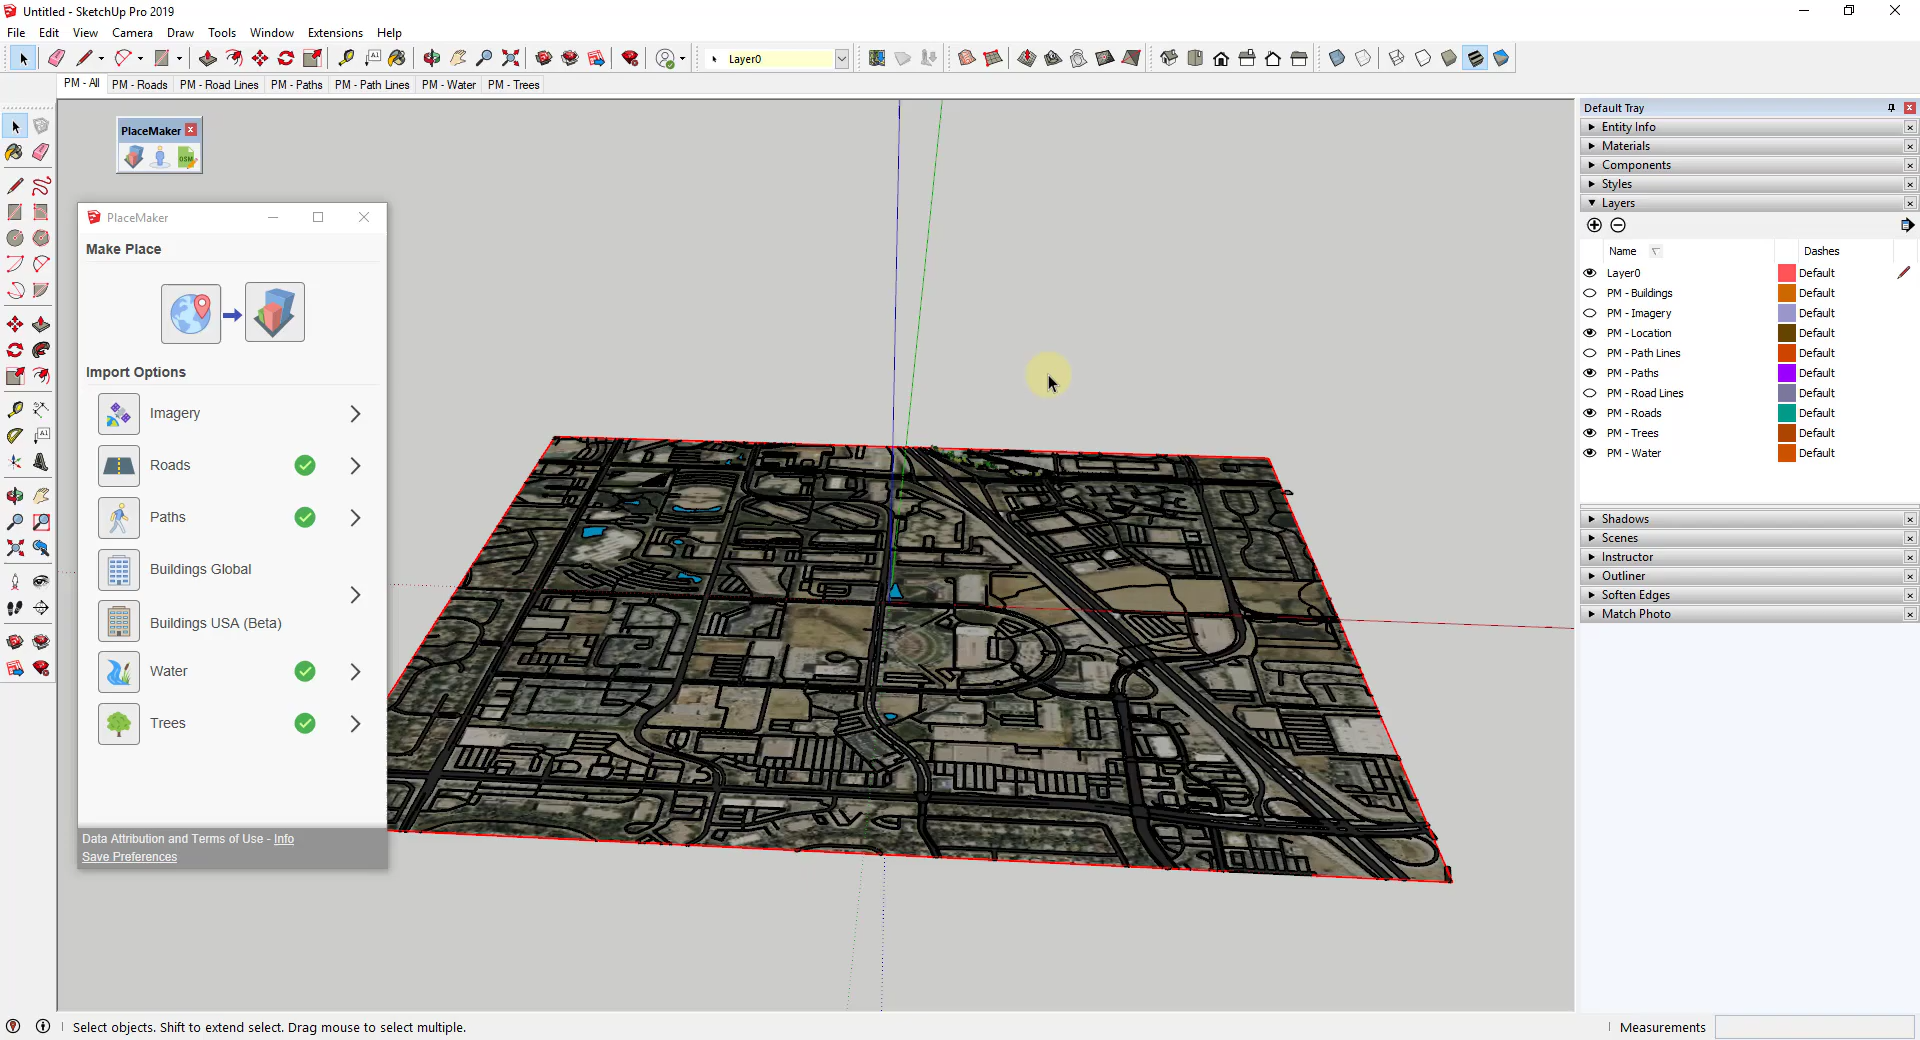 Untitled - SketchUp Pro 2019
File Edit View Camera Draw Tools Window Extensions Help
A1 Layer0
PM - All PM - Roads PM - Road Lines PM - Paths PM - Path Lines PM - Water PM - Trees
PlaceMaker
OSM
PlaceMaker
Make Place
Import Options
Imagery
Roads
Paths
Buildings Global
Buildings USA (Beta)
Water
Trees
Data Attribution and Terms of Use - Info
Save Preferences
A1
Default Tray
Entity Info
Materials
Components
Styles
Layers
Name Dashes
Layer0 Default
PM - Buildings Default
PM - Imagery Default
PM - Location Default
PM - Path Lines Default
PM - Paths Default
PM - Road Lines Default
PM - Roads Default
PM - Trees Default
PM - Water Default
Shadows
Scenes
Instructor
Outliner
Soften Edges
Match Photo
Select objects. Shift to extend select. Drag mouse to select multiple.
Measurements